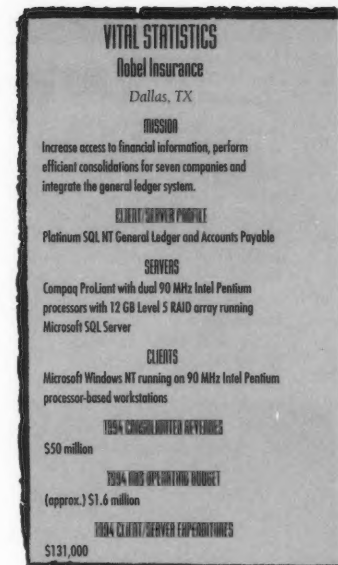 VITAL STATISTICS
Nobel Insurance
Dallas, TX
MISSION
Increase access to financial information, perform
efficient consolidations for seven companies and
integrate the general ledger system.
CLIENT/SERVER PROFILE
Platinum SQL NT General Ledger and Accounts Payable
SERVERS
Compaq ProLiant with dual 90 MHz Intel Pentium
processors with 12 GB Level 5 RAID array running
Microsoft SQL Server
CLIENTS
Microsoft Windows NT running on 90 MHz Intel Pentium
processor-based workstations
1994 CONSOLIDATED REVENUES
$50 million
1994 OPERATING BUDGET
(approx.) $1.6 million
1994 CLIENT/SERVER EXPENDITURES
$131,000